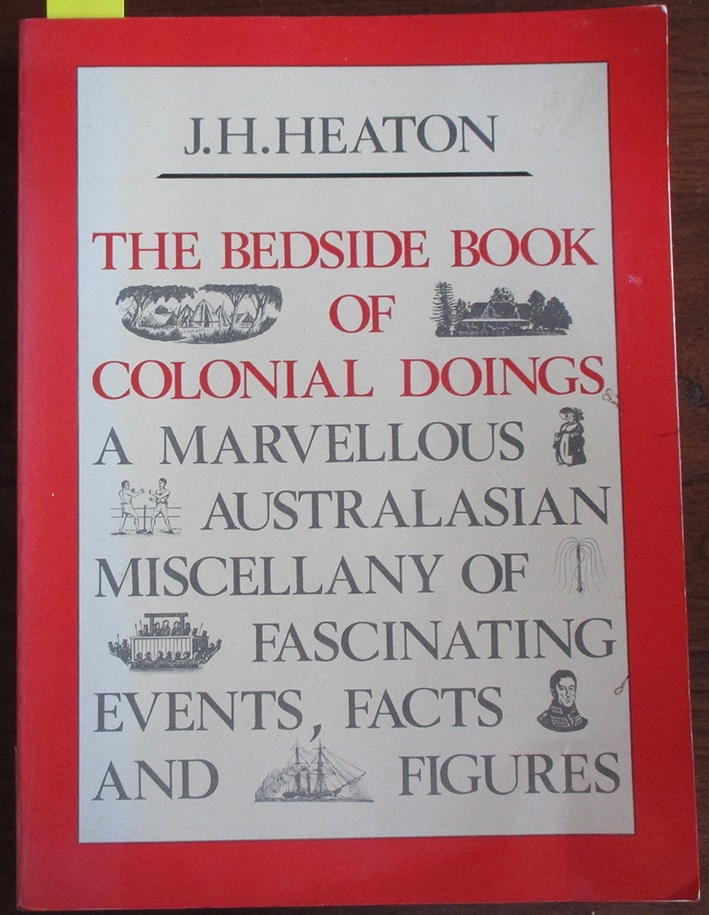 J.H.HEATON
THE BEDSIDE BOOK
OF
COLONIAL DOINGS
A MARVELLOUS
AUSTRALASIAN
MISCELLANY OF
FASCINATING
EVENTS, FACTS
AND FIGURES